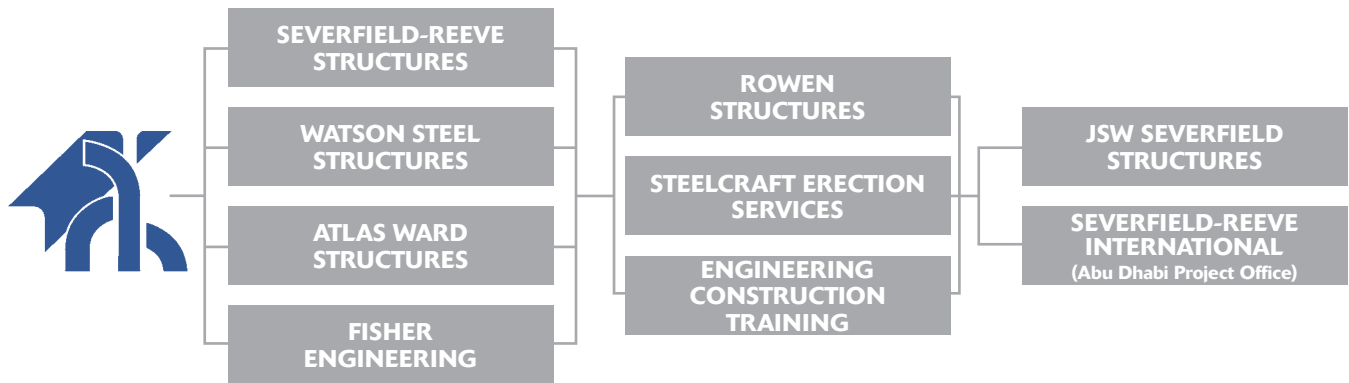 SEVERFIELD-REEVE
STRUCTURES
WATSON STEEL
STRUCTURES
ATLAS WARD
STRUCTURES
FISHER
ENGINEERING
ROWEN
STRUCTURES
STEELCRAFT ERECTION
SERVICES
ENGINEERING
CONSTRUCTION
TRAINING
JSW SEVERFIELD
STRUCTURES
SEVERFIELD-REEVE
INTERNATIONAL
(Abu Dhabi Project Office)